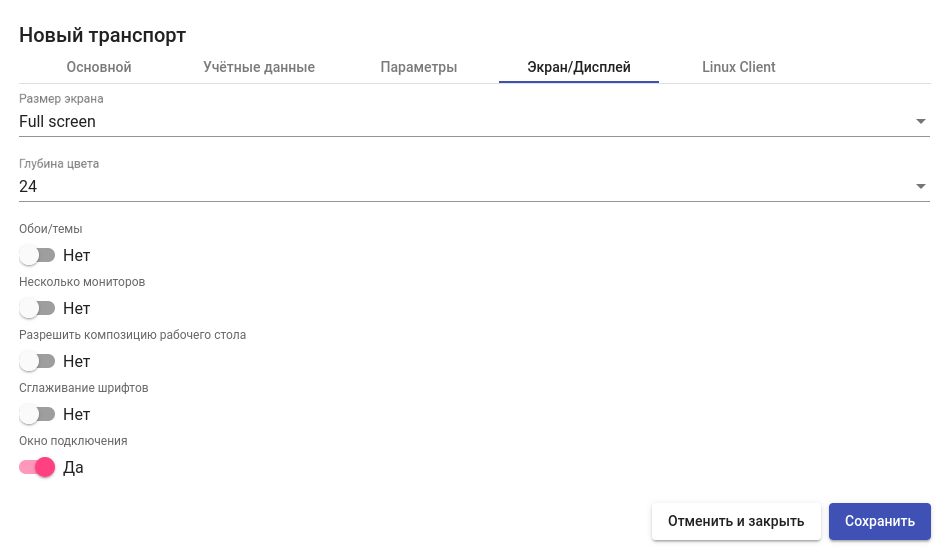 Новый транспорт
Основной Учётные данные Параметры Экран/Дисплей Linux Client
Размер экрана
Full screen
Глубина цвета
24
Обои/темы
Нет
Несколько мониторов
Нет
Разрешить композицию рабочего стола
Нет
Сглаживание шрифтов
Нет
Окно подключения
Да
Отменить и закрыть Сохранить